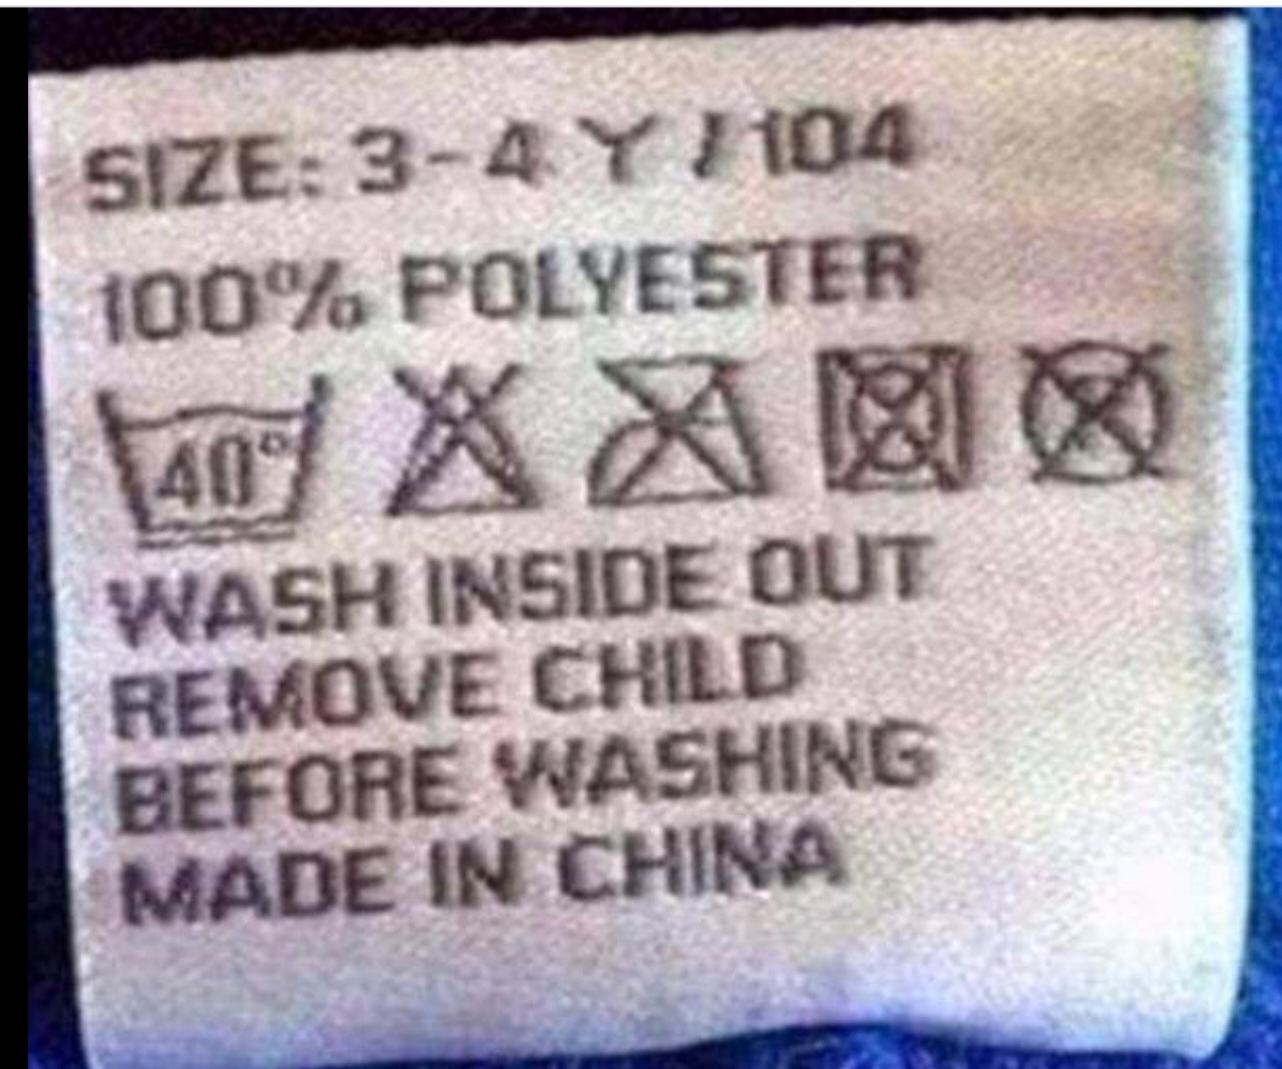 SIZE: 3-4 Y / 104
100% POLYESTER
40°
WASH INSIDE OUT
REMOVE CHILD
BEFORE WASHING
MADE IN CHINA